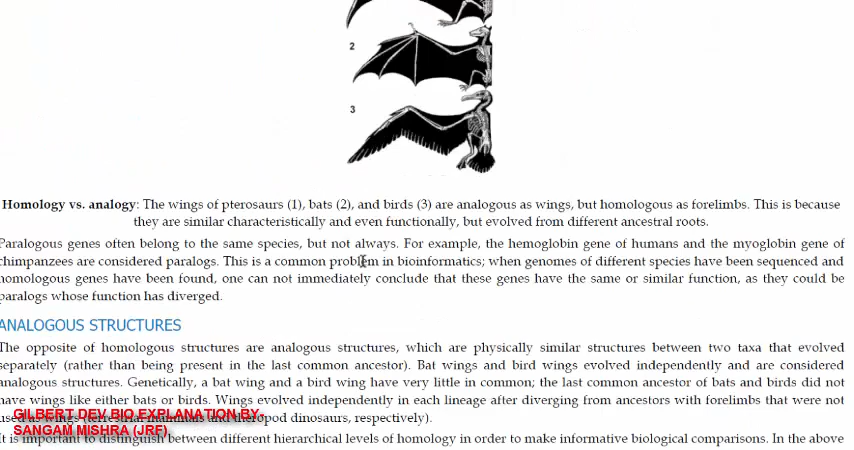 2
3
Homology vs. analogy: The wings of pterosaurs (1), bats (2), and birds (3) are analogous as wings, but homologous as forelimbs. This is because
they are similar characteristically and even functionally, but evolved from different ancestral roots.
Paralogous genes often belong to the same species, but not always. For example, the hemoglobin gene of humans and the myoglobin gene of
chimpanzees are considered paralogs. This is a common problem in bioinformatics; when genomes of different species have been sequenced and
homologous genes have been found, one can not immediately conclude that these genes have the same or similar function, as they could be
paralogs whose function has diverged.
ANALOGOUS STRUCTURES
The opposite of homologous structures are analogous structures, which are physically similar structures between two taxa that evolved
separately (rather than being present in the last common ancestor). Bat wings and bird wings evolved independently and are considered
analogous structures. Genetically, a bat wing and a bird wing have very little in common; the last common ancestor of bats and birds did not
have wings like either bats or birds. Wings evolved independently in each lineage after diverging from ancestors with forelimbs that were not
used as wings (terrestrial mammals and theropod dinosaurs, respectively).
GILBERT DEV BIO EXPLANATION BY-
SANGAM MISHRA (JRF)
It is important to distinguish between different hierarchical levels of homology in order to make informative biological comparisons. In the above